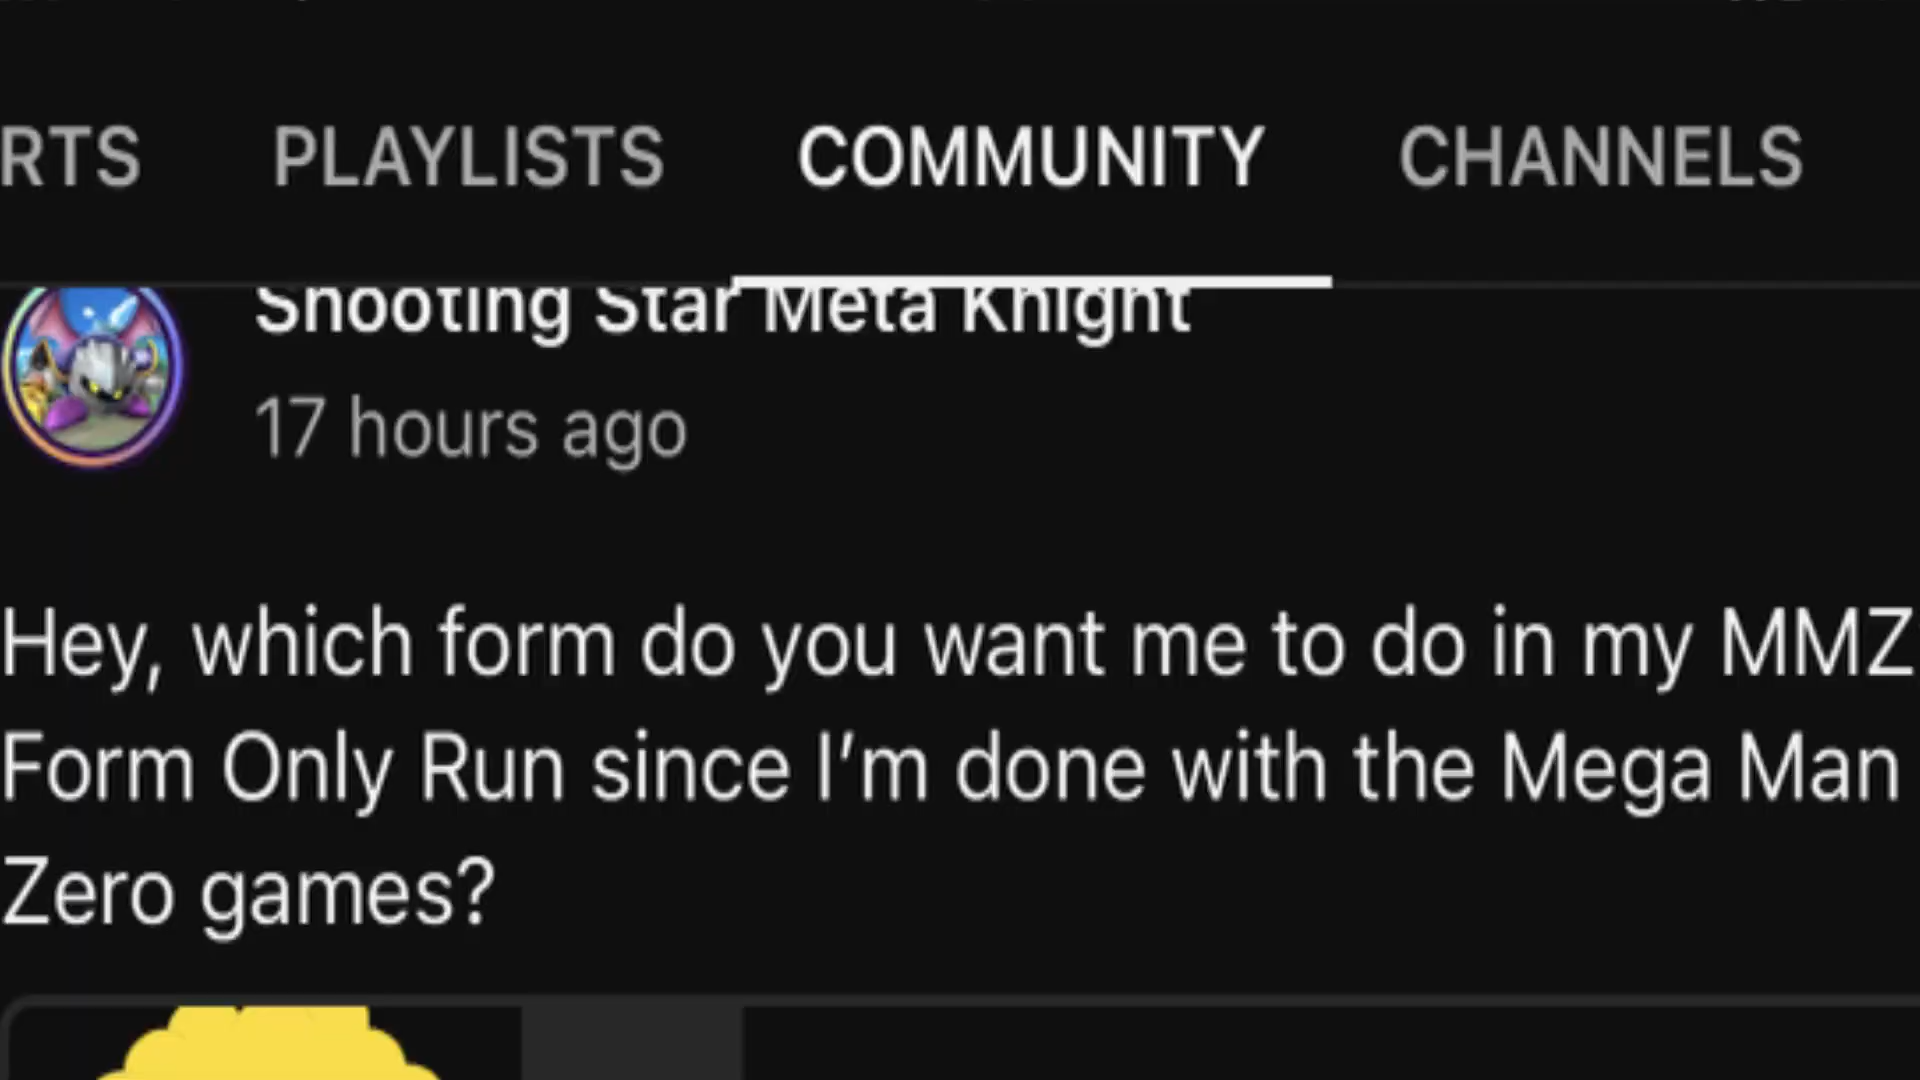 RTS PLAYLISTS COMMUNITY CHANNELS
Shooting Star Meta Knight
17 hours ago
Hey, which form do you want me to do in my MMZ
Form Only Run since I’m done with the Mega Man
Zero games?